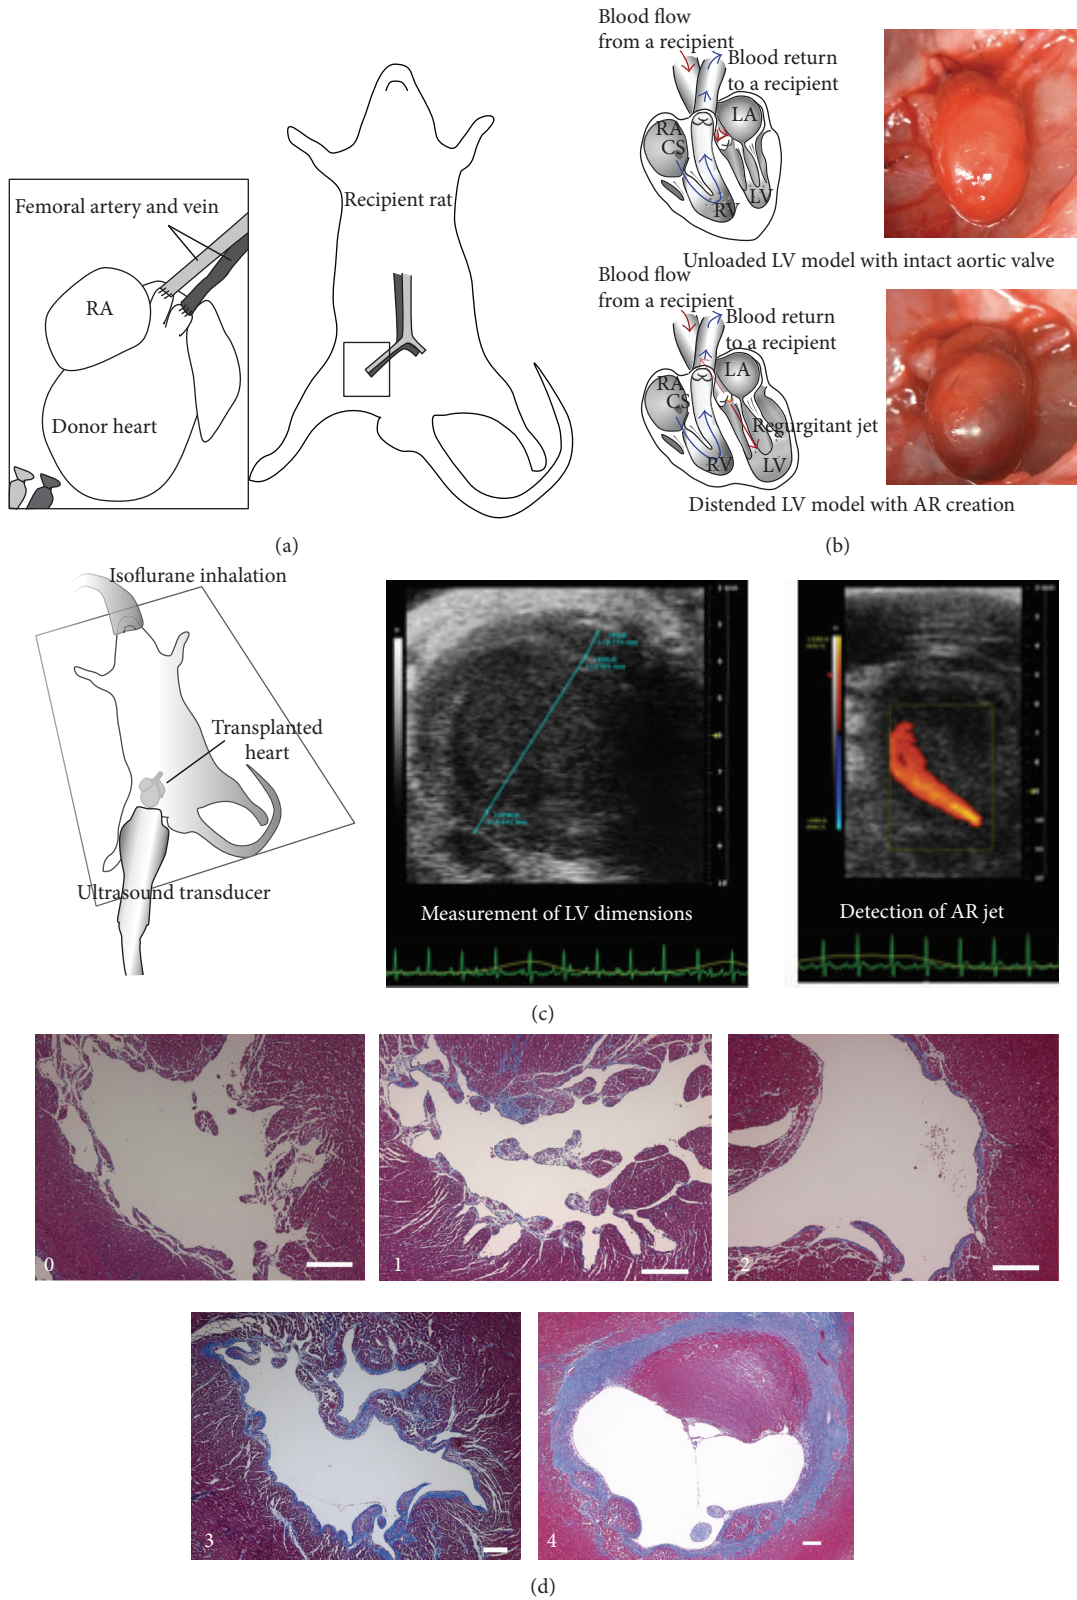 Femoral artery and vein
RA
Donor heart
Recipient rat
(a)
Blood flow
from a recipient
Blood return
to a recipient
LA
RA
CS
RV
LV
Unloaded LV model with intact aortic valve
Blood flow
from a recipient
Blood return
to a recipient
LA
RA
CS
Regurgitant jet
RV
LV
Distended LV model with AR creation
(b)
Isoflurane inhalation
Transplanted
heart
Ultrasound transducer
Measurement of LV dimensions
Detection of AR jet
(c)
0
1
2
3
4
(d)